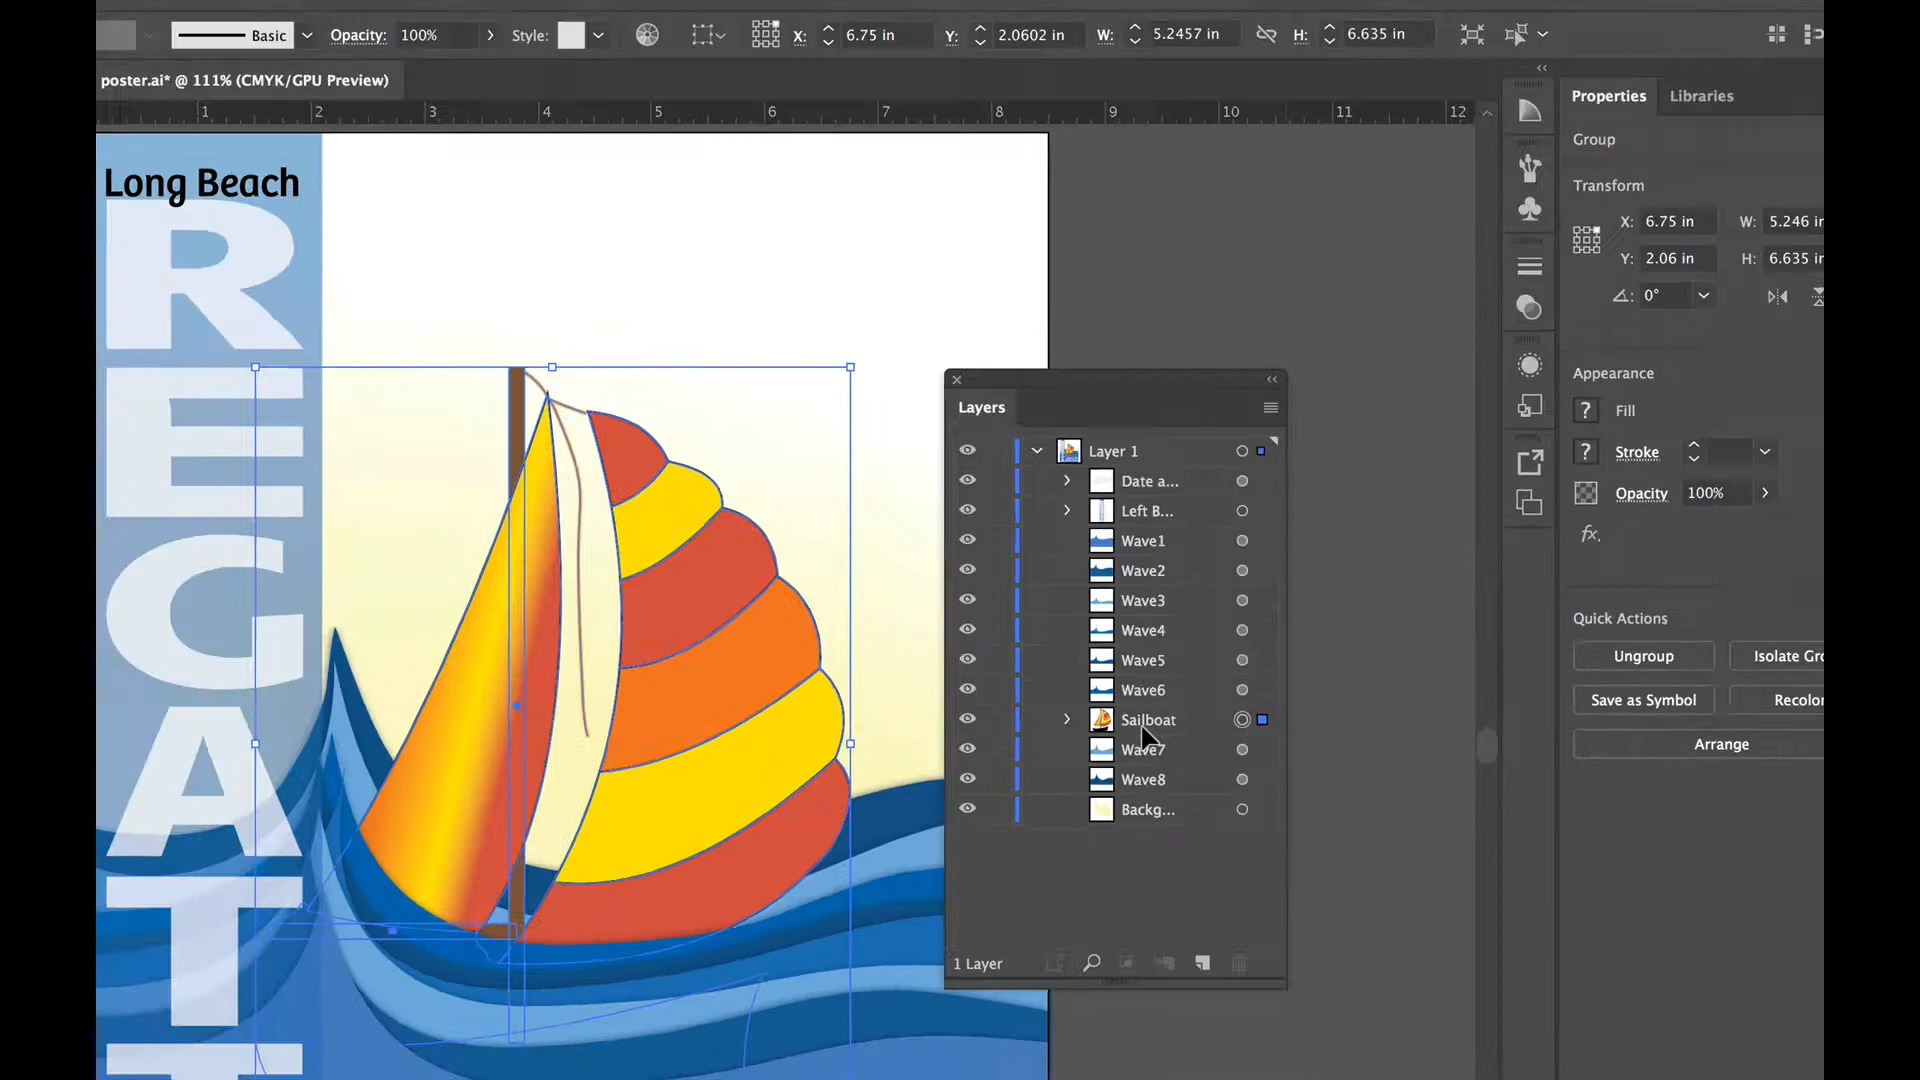 Basic Opacity: 100% Style: X: 6.75 in Y: 2.0602 in W: 5.2457 in H: 6.635 in
poster.ai* @ 111% (CMYK/GPU Preview)
1 2 3 4 5 6 7 8 9 10 11 12
Properties Libraries
Group
Transform
X: 6.75 in W: 5.246 in
Y: 2.06 in H: 6.635 in
0°
Appearance
Fill
Stroke
Opacity 100%
fx.
Quick Actions
Ungroup Isolate Gro
Save as Symbol Recolor
Arrange
Long Beach
R
E
G
A
T
T
Layers
Layer 1
Date a...
Left B...
Wave1
Wave2
Wave3
Wave4
Wave5
Wave6
Sailboat
Wave7
Wave8
Backg...
1 Layer